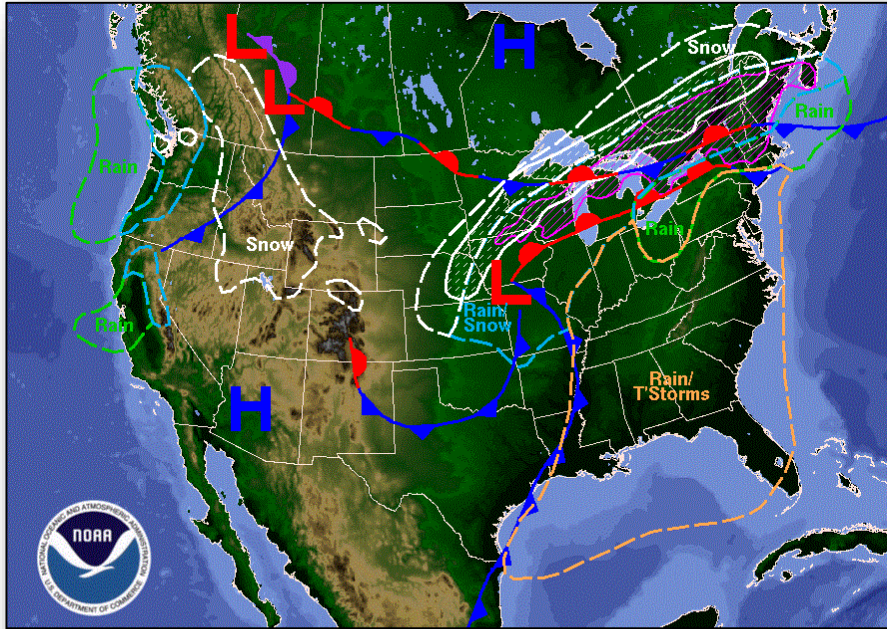 L
H
Snow
L
Rain
Rain
Snow
Rain
L
Rain/
Snow
Rain
H
Rain/
T'Storms
NATIONAL OCEANIC AND ATMOSPHERIC ADMINISTRATION
NOAA
U.S. DEPARTMENT OF COMMERCE